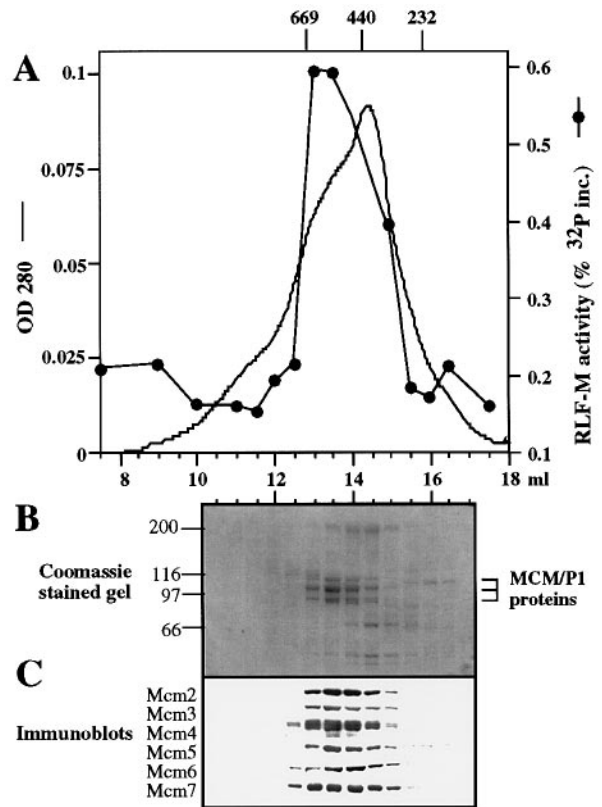 669 440 232
A
0.1
0.075
0.05
0.025
0
OD 280
0.6
0.5
0.4
0.3
0.2
0.1
RLF-M activity (% 32P inc.)
8 10 12 14 16 18 ml
B
Coomassie
stained gel
200
116
97
66
MCM/P1
proteins
C
Immunoblots
Mcm2
Mcm3
Mcm4
Mcm5
Mcm6
Mcm7